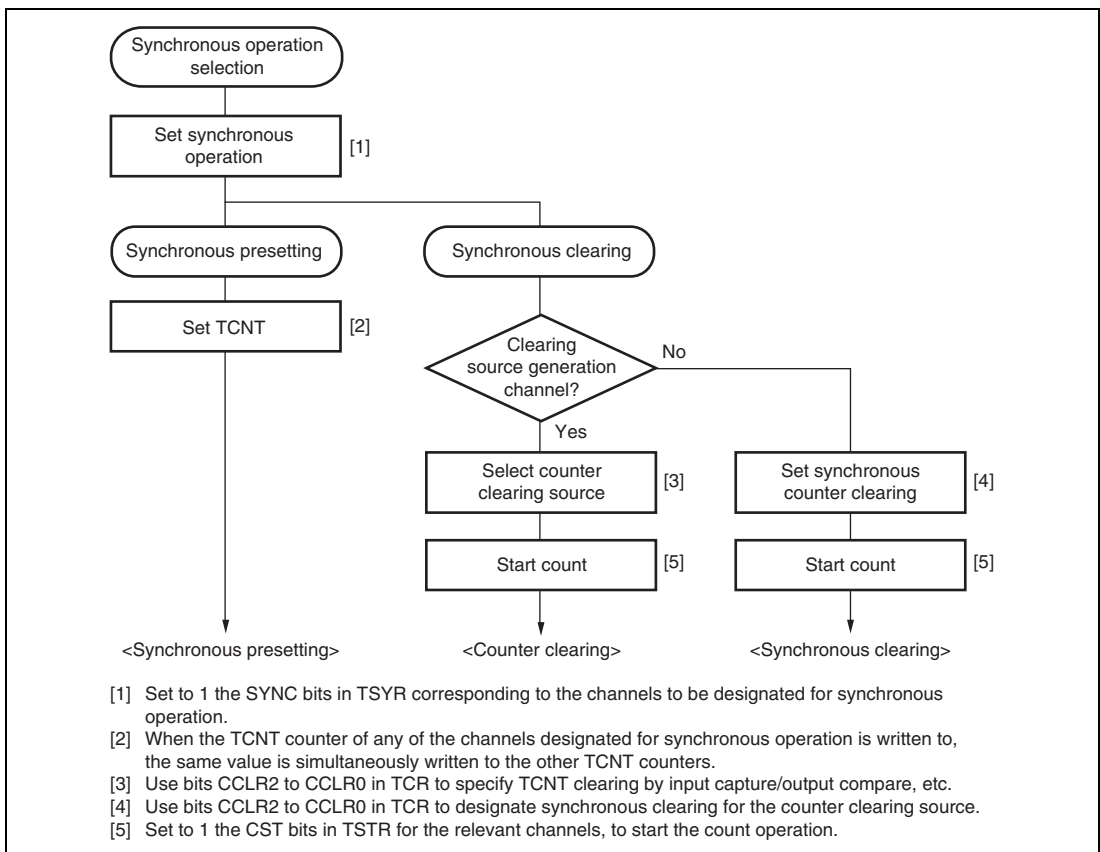 Synchronous operation
selection
Set synchronous
operation
[1]
Synchronous presetting
Synchronous clearing
Set TCNT
[2]
Clearing
source generation
channel?
No
Yes
Select counter
clearing source
[3]
Set synchronous
counter clearing
[4]
Start count
[5]
Start count
[5]
<Synchronous presetting>
<Counter clearing>
<Synchronous clearing>
[1] Set to 1 the SYNC bits in TSYR corresponding to the channels to be designated for synchronous
operation.
[2] When the TCNT counter of any of the channels designated for synchronous operation is written to,
the same value is simultaneously written to the other TCNT counters.
[3] Use bits CCLR2 to CCLR0 in TCR to specify TCNT clearing by input capture/output compare, etc.
[4] Use bits CCLR2 to CCLR0 in TCR to designate synchronous clearing for the counter clearing source.
[5] Set to 1 the CST bits in TSTR for the relevant channels, to start the count operation.